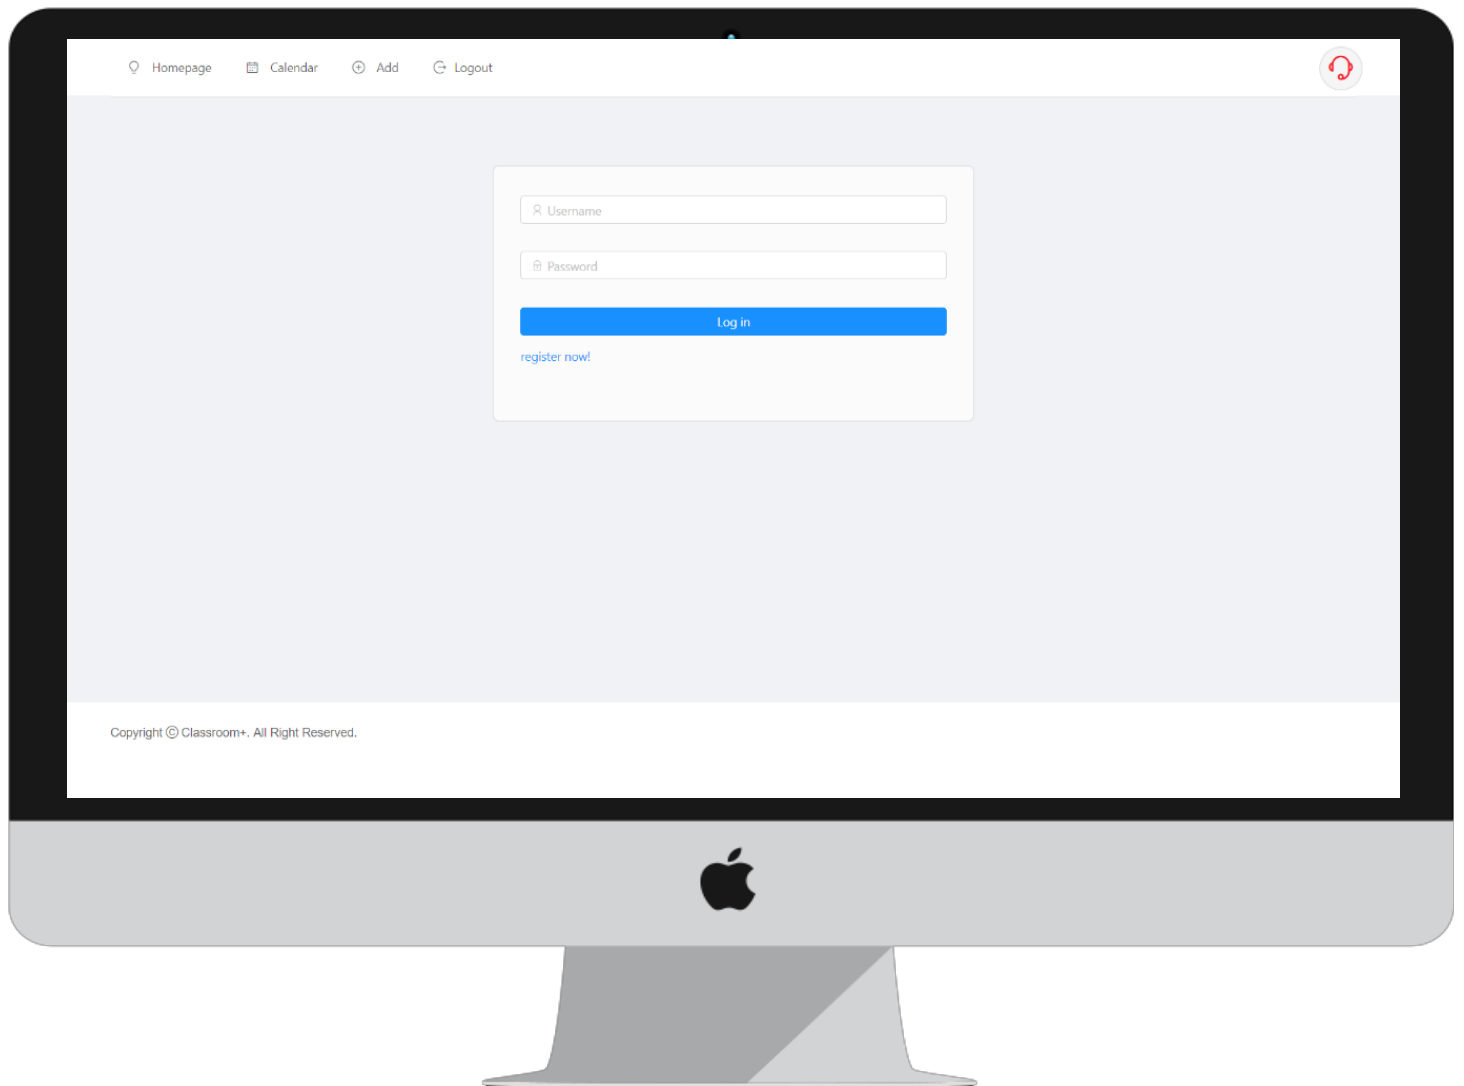 Homepage Calendar Add Logout
Username
Password
Log in
register now!
Copyright © Classroom+. All Right Reserved.